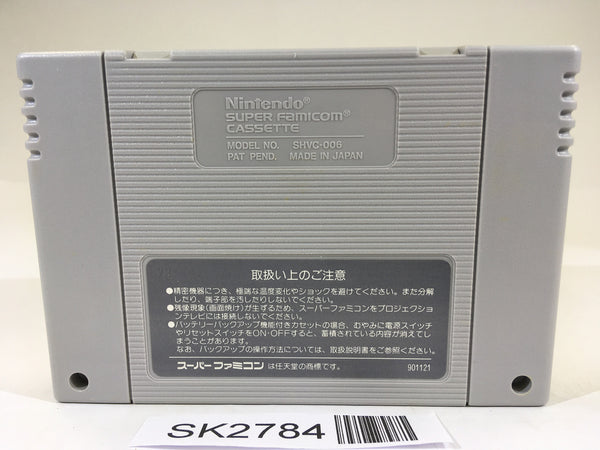 Nintendo®
SUPER FAMICOM®
CASSETTE
MODEL NO. SHVC-006
PAT PEND. MADE IN JAPAN
取扱い上のご注意
●精密機器につき、極端な温度変化やショックを避けてください。また分解
したり、端子部を汚したりしないでください。
●残像現象(画面焼け)が生ずるため、スーパーファミコンをプロジェクション
テレビには接続しないでください。
●バッテリーバックアップ機能付きカセットの場合、むやみに電源スイッチ
やリセットスイッチをON・OFFすると、蓄積されている内容が消えてし
まうことがあります。
なお、バックアップの操作方法については、取扱説明書をご参照ください。
スーパーファミコン は任天堂の商標です。
901121
SK2784